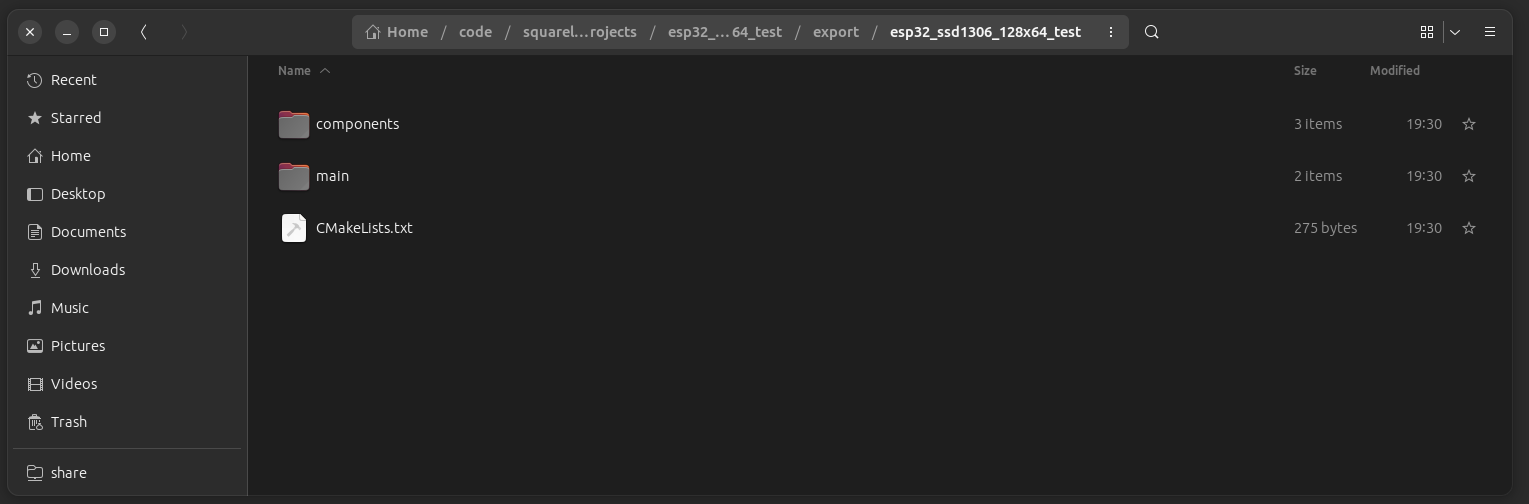 Home / code / squarel...rojects / esp32_...64_test / export / esp32_ssd1306_128x64_test
Name Size Modified
Recent
Starred
Home
Desktop
Documents
Downloads
Music
Pictures
Videos
Trash
share
components 3 items 19:30
main 2 items 19:30
CMakeLists.txt 275 bytes 19:30